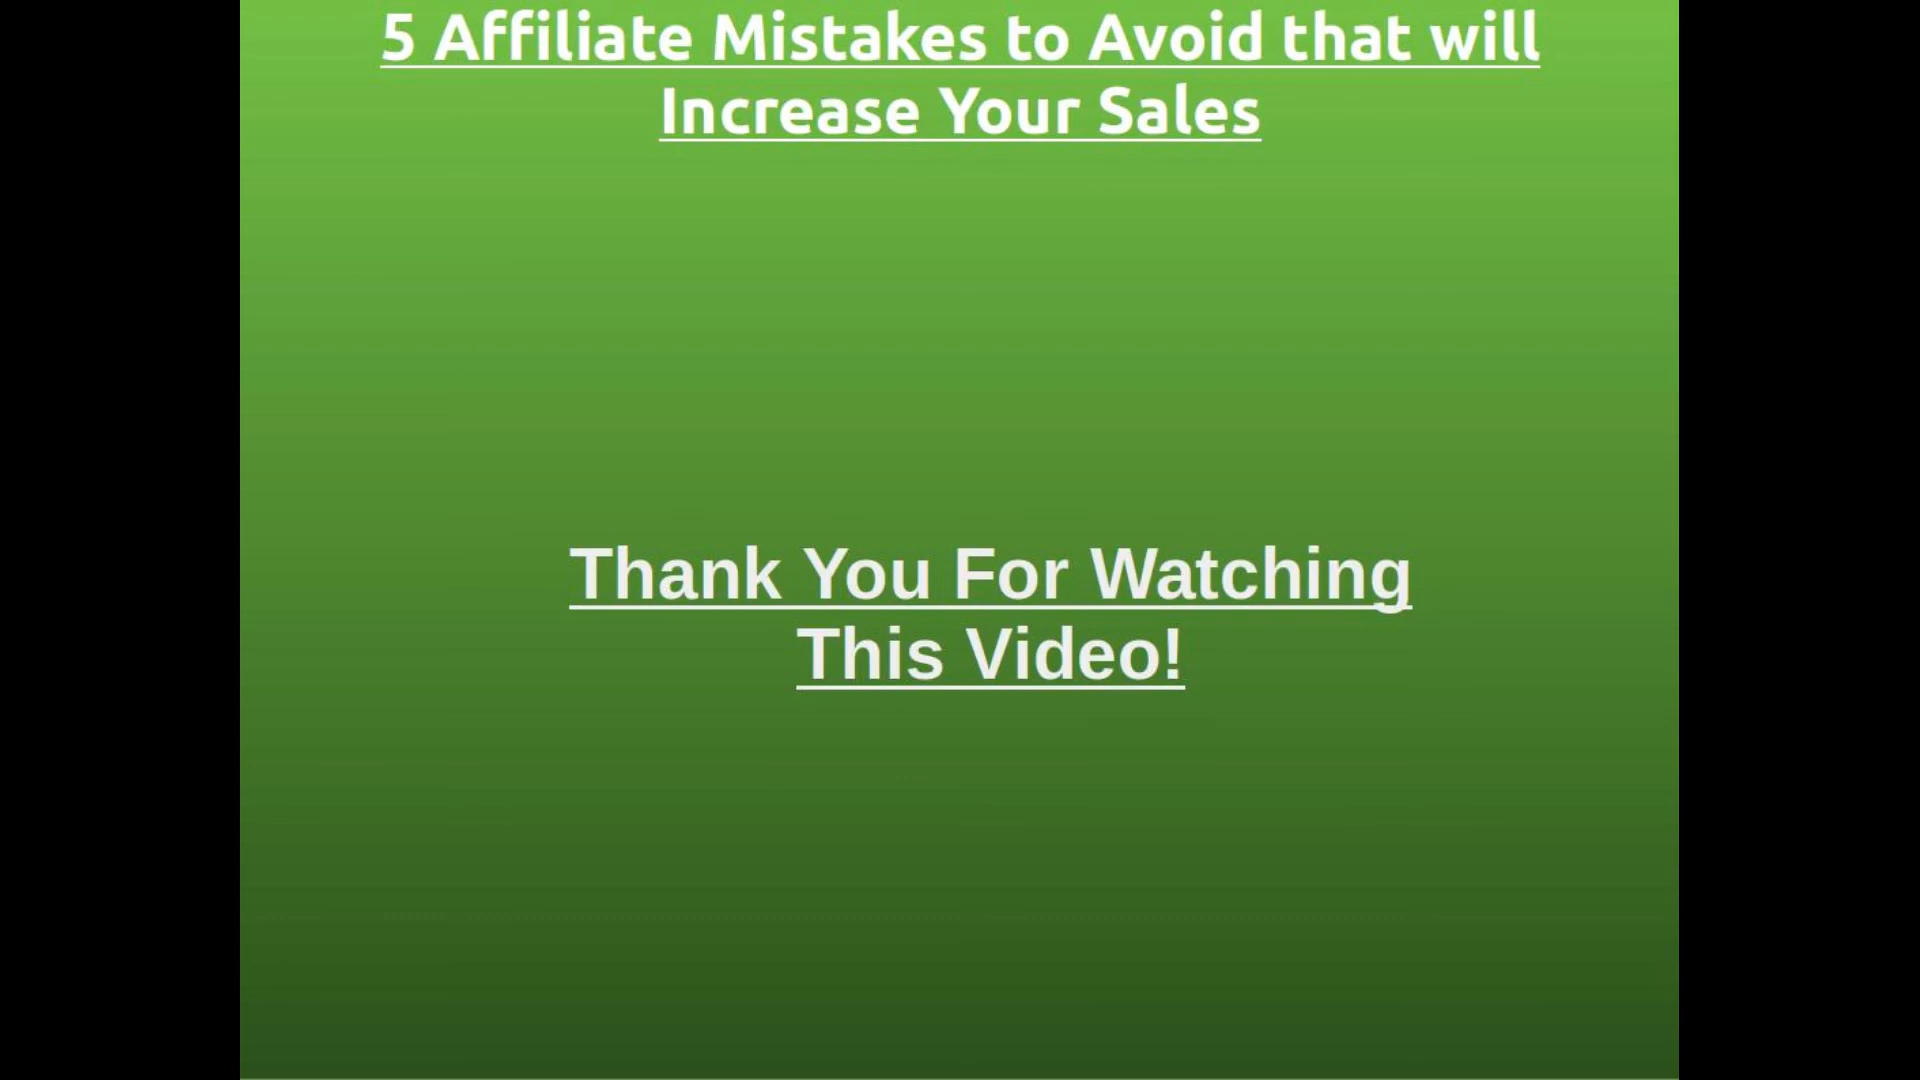 5 Affiliate Mistakes to Avoid that will
Increase Your Sales
Thank You For Watching
This Video!